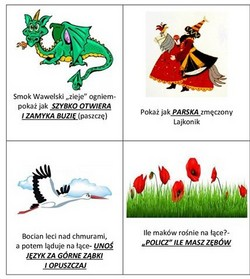 Smok Wawelski „zieje” ogniem-
pokaż jak SZYBKO OTWIERA
I ZAMYKA BUZIĘ (paszczę)
Pokaż jak PARSKA zmęczony
Lajkonik
Bocian leci nad chmurami,
a potem ląduje na łące- UNOŚ
JĘZYK ZA GÓRNE ZĄBKI
I OPUSZCZAJ
Ile maków rośnie na łące?-
„POLICZ” ILE MASZ ZĘBÓW